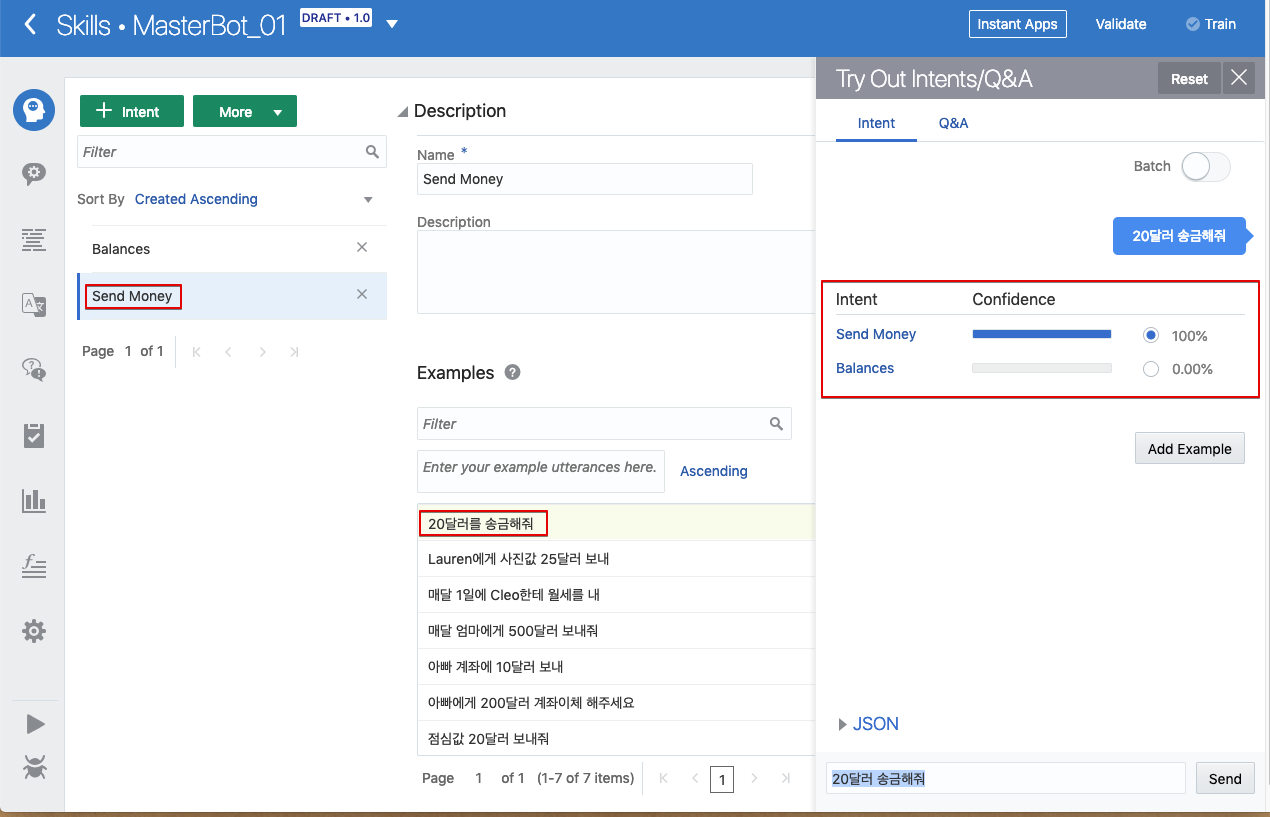 Skills • MasterBot_01 DRAFT • 1.0
Instant Apps Validate Train
Intent More
Filter
Sort By Created Ascending
Balances
Send Money
Page 1 of 1
Description
Name *
Send Money
Description
Examples
Filter
Enter your example utterances here. Ascending
20달러를 송금해줘
Lauren에게 사진값 25달러 보내
매달 1일에 Cleo한테 월세를 내
매달 엄마에게 500달러 보내줘
아빠 계좌에 10달러 보내
아빠에게 200달러 계좌이체 해주세요
점심값 20달러 보내줘
Page 1 of 1 (1-7 of 7 items) 1
Try Out Intents/Q&A Reset
Intent Q&A
Batch
20달러 송금해줘
Intent Confidence
Send Money 100%
Balances 0.00%
Add Example
JSON
20달러 송금해줘 Send